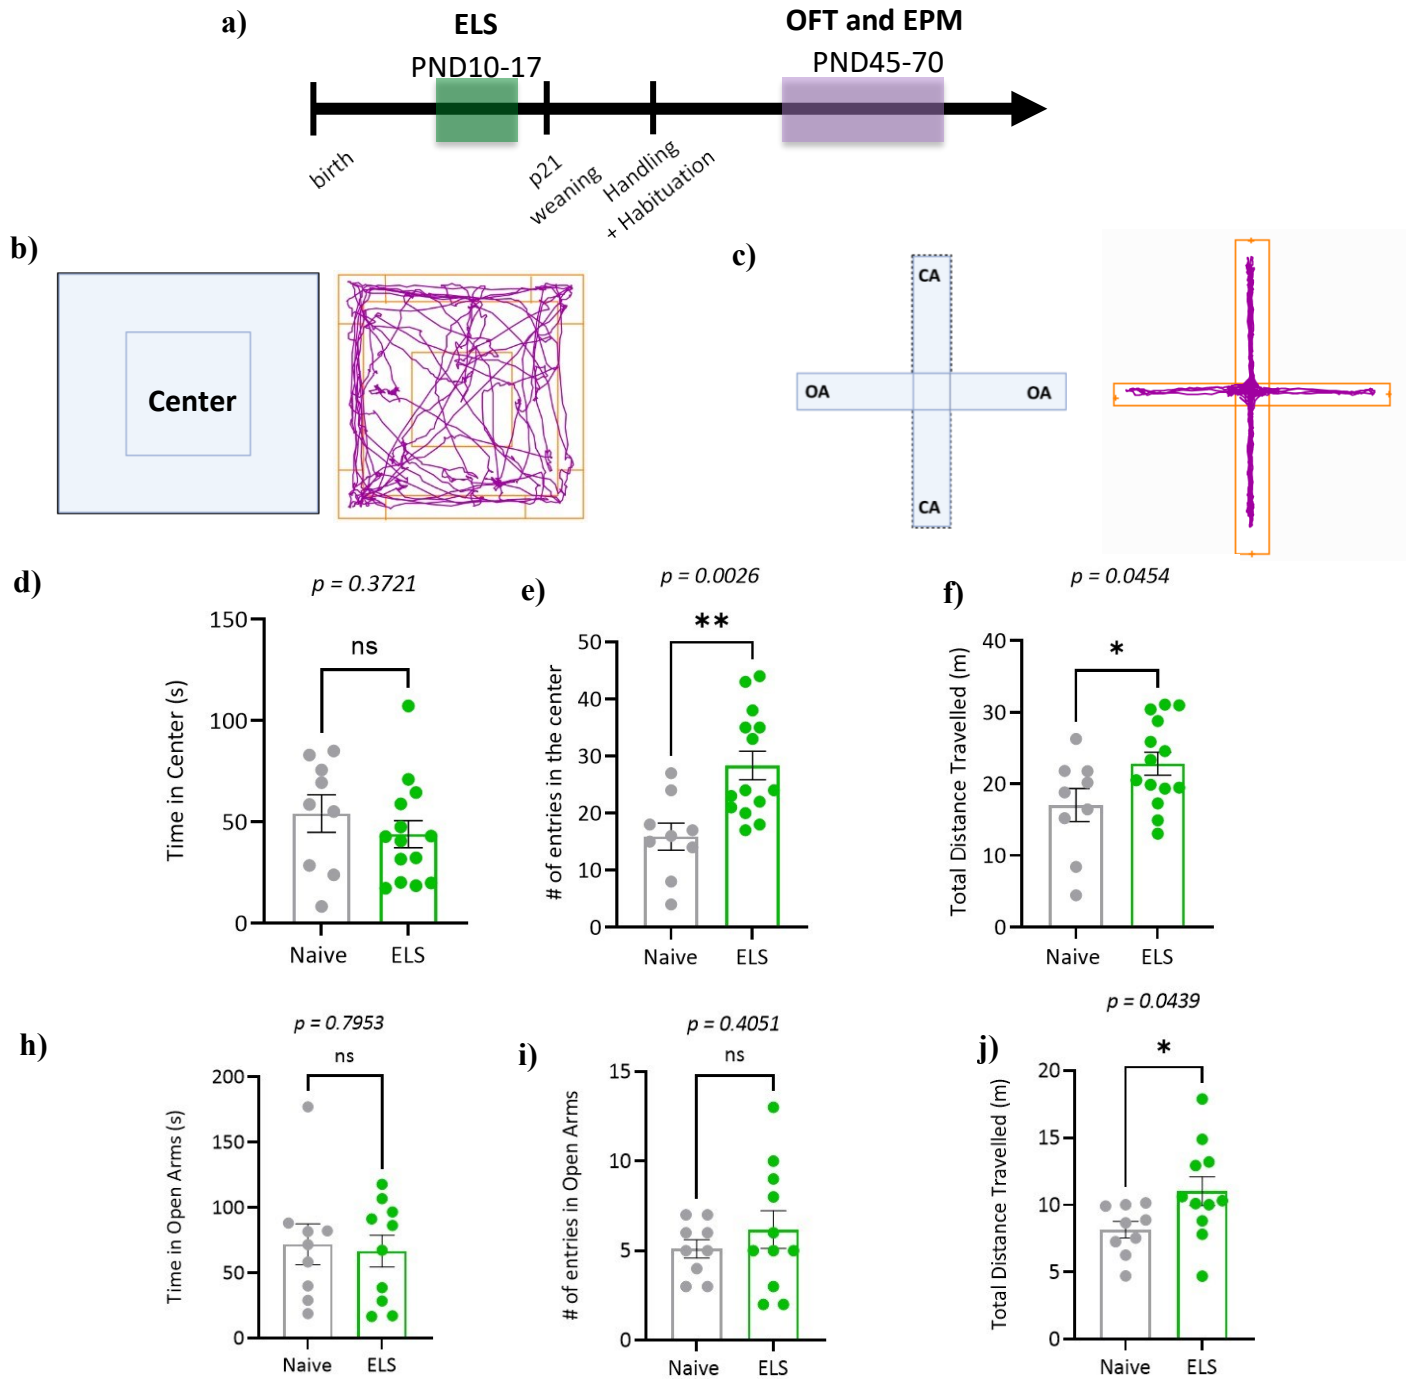 a)
ELS
OFT and EPM
PND10-17
PND45-70
birth
p21
weaning
Handling
+ Habituation
b)
Center
c)
CA
OA
OA
CA
d)
p = 0.3721
ns
Time in Center (s)
150
100
50
0
Naive
ELS
e)
p = 0.0026
**
# of entries in the center
50
40
30
20
10
0
Naive
ELS
f)
p = 0.0454
*
Total Distance Travelled (m)
40
30
20
10
0
Naive
ELS
h)
p = 0.7953
ns
Time in Open Arms (s)
200
150
100
50
0
Naive
ELS
i)
p = 0.4051
ns
# of entries in Open Arms
15
10
5
0
Naive
ELS
j)
p = 0.0439
*
Total Distance Travelled (m)
20
15
10
5
0
Naive
ELS